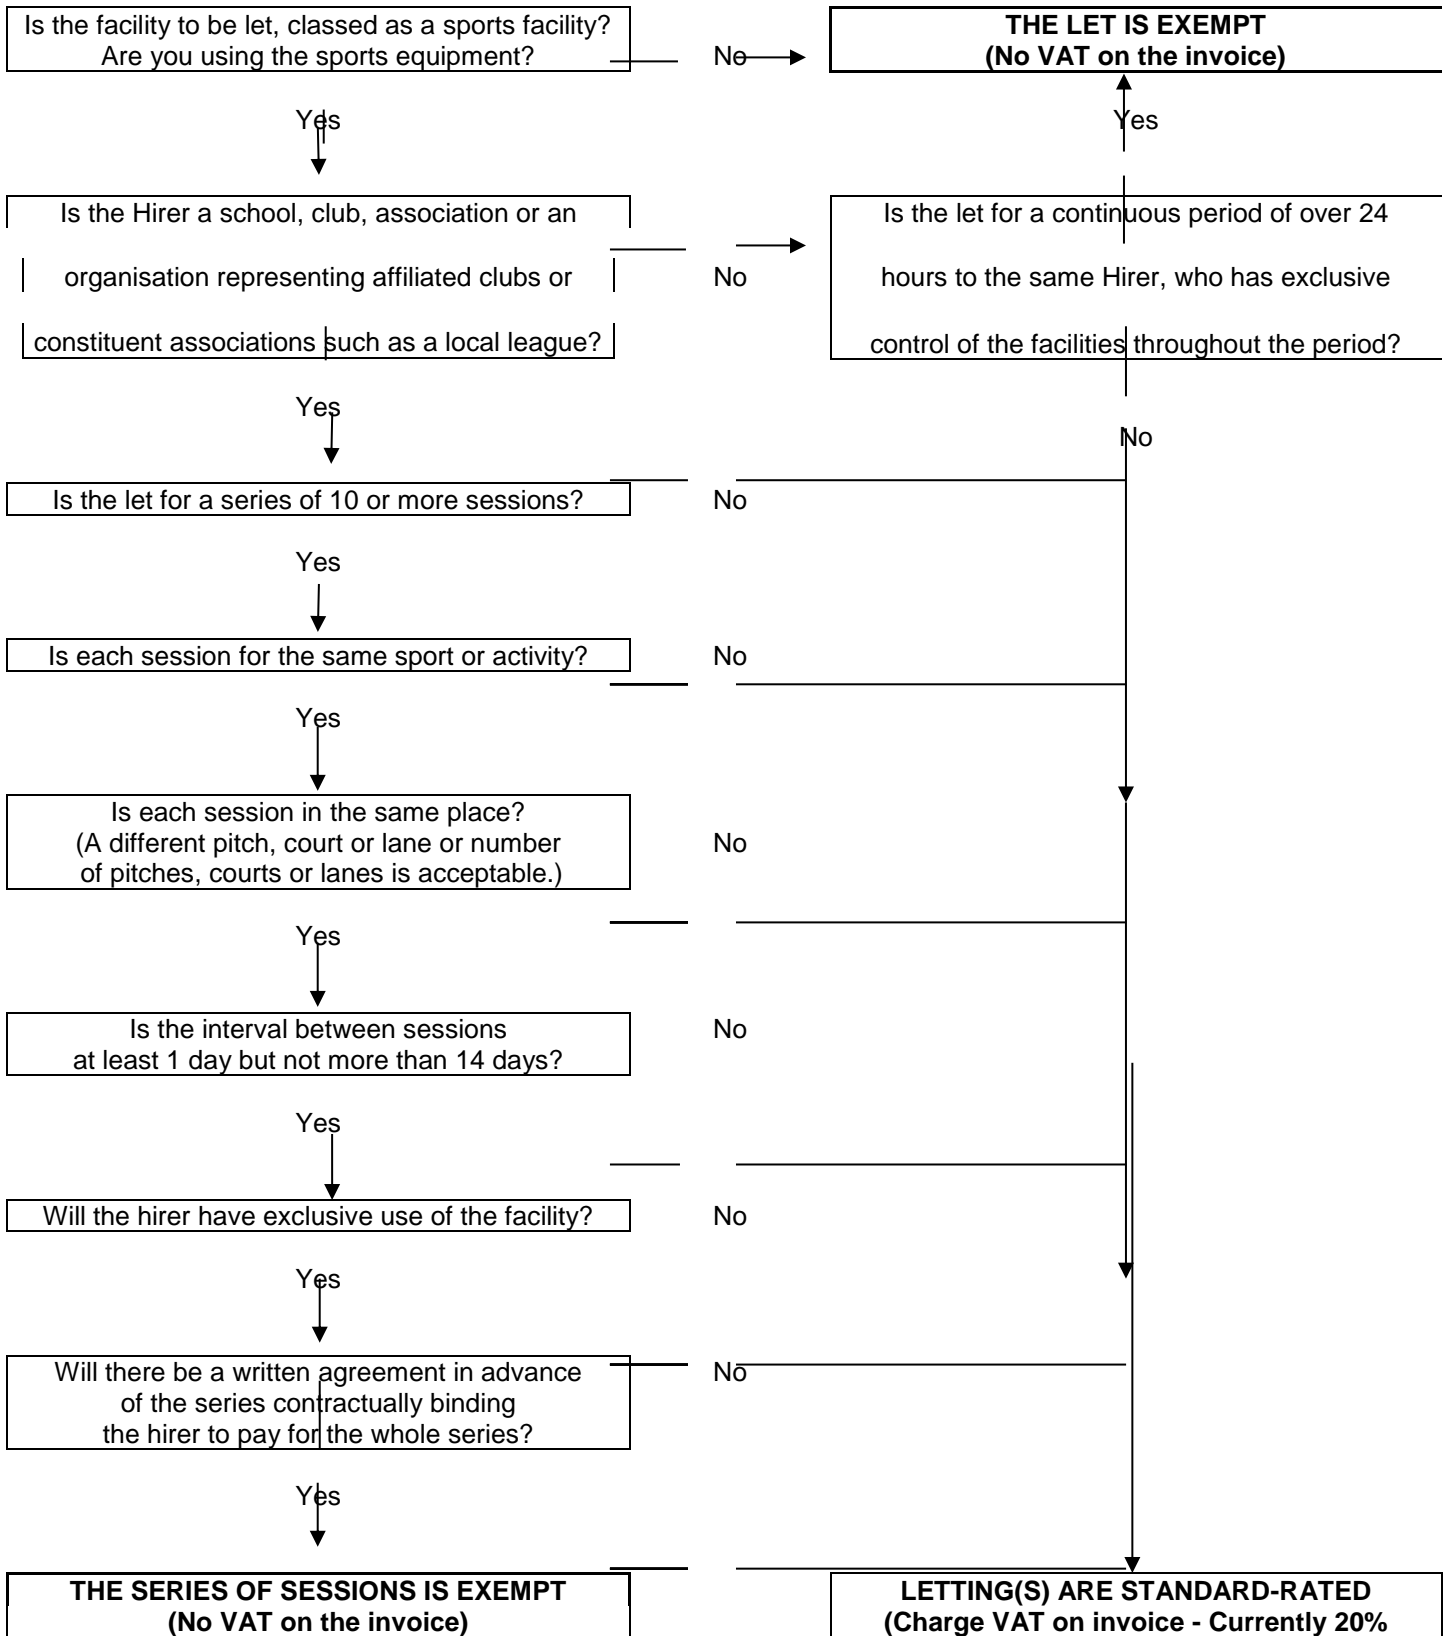 Is the facility to be let, classed as a sports facility?
Are you using the sports equipment?
No
THE LET IS EXEMPT
(No VAT on the invoice)
Yes
Yes
Is the Hirer a school, club, association or an
organisation representing affiliated clubs or
constituent associations such as a local league?
No
Is the let for a continuous period of over 24
hours to the same Hirer, who has exclusive
control of the facilities throughout the period?
Yes
No
Is the let for a series of 10 or more sessions?
No
Yes
Is each session for the same sport or activity?
No
Yes
Is each session in the same place?
(A different pitch, court or lane or number
of pitches, courts or lanes is acceptable.)
No
Yes
Is the interval between sessions
at least 1 day but not more than 14 days?
No
Yes
Will the hirer have exclusive use of the facility?
No
Yes
Will there be a written agreement in advance
of the series contractually binding
the hirer to pay for the whole series?
No
Yes
THE SERIES OF SESSIONS IS EXEMPT
(No VAT on the invoice)
LETTING(S) ARE STANDARD-RATED
(Charge VAT on invoice - Currently 20%